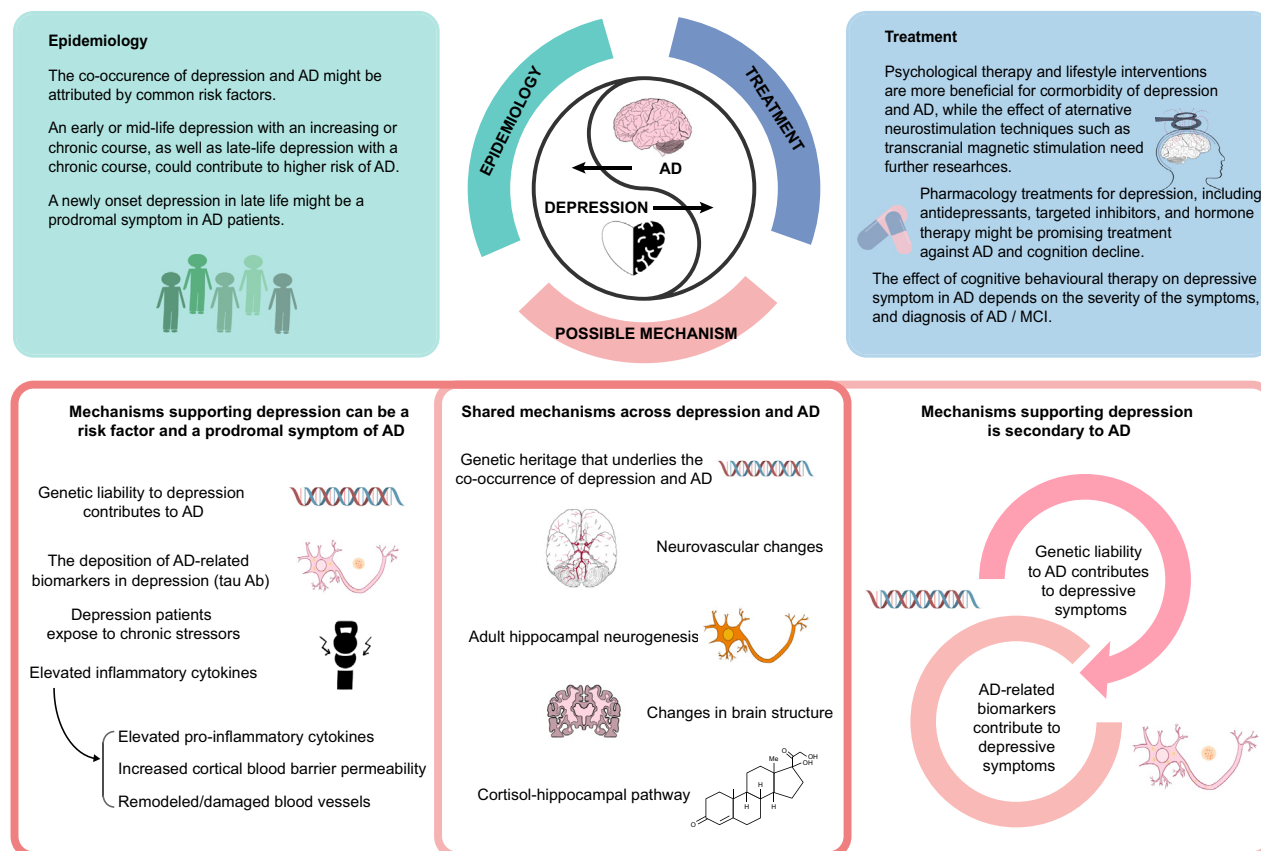 Epidemiology
The co-occurence of depression and AD might be
attributed by common risk factors.
An early or mid-life depression with an increasing or
chronic course, as well as late-life depression with a
chronic course, could contribute to higher risk of AD.
A newly onset depression in late life might be a
prodromal symptom in AD patients.
EPIDEMIOLOGY
TREATMENT
AD
DEPRESSION
POSSIBLE MECHANISM
Treatment
Psychological therapy and lifestyle interventions
are more beneficial for cormorbidity of depression
and AD, while the effect of aternative
neurostimulation techniques such as
transcranial magnetic stimulation need
further researhces.
Pharmacology treatments for depression, including
antidepressants, targeted inhibitors, and hormone
therapy might be promising treatment
against AD and cognition decline.
The effect of cognitive behavioural therapy on depressive
symptom in AD depends on the severity of the symptoms,
and diagnosis of AD / MCI.
Mechanisms supporting depression can be a
risk factor and a prodromal symptom of AD
Genetic liability to depression
contributes to AD
The deposition of AD-related
biomarkers in depression (tau Ab)
Depression patients
expose to chronic stressors
Elevated inflammatory cytokines
Elevated pro-inflammatory cytokines
Increased cortical blood barrier permeability
Remodeled/damaged blood vessels
Shared mechanisms across depression and AD
Genetic heritage that underlies the
co-occurrence of depression and AD
Neurovascular changes
Adult hippocampal neurogenesis
Changes in brain structure
Cortisol-hippocampal pathway
O
OH
Me
OH
H
H
H
O
Mechanisms supporting depression
is secondary to AD
Genetic liability
to AD contributes
to depressive
symptoms
AD-related
biomarkers
contribute to
depressive
symptoms